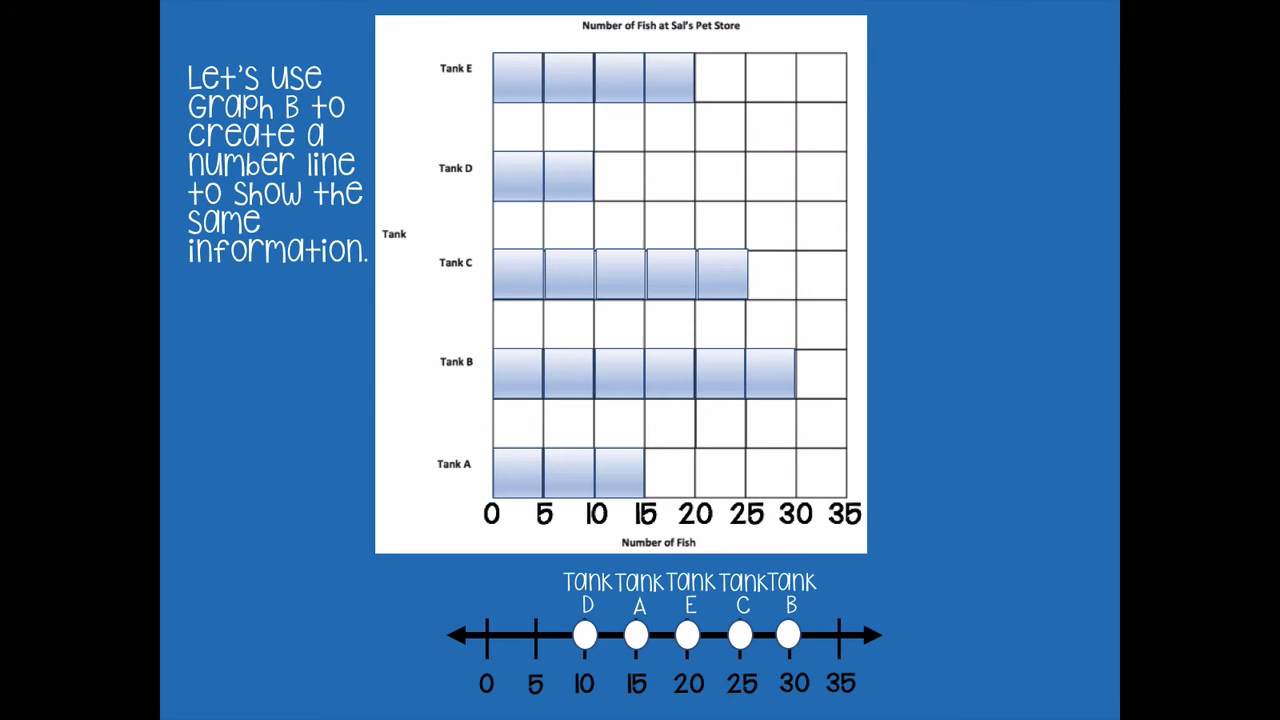 Let's use
Graph B to
create a
number line
to show the
same
information.
Number of Fish at Sal's Pet Store
Tank E
Tank D
Tank
Tank C
Tank B
Tank A
0 5 10 15 20 25 30 35
Number of Fish
Tank Tank Tank Tank Tank
D A E C B
0 5 10 15 20 25 30 35